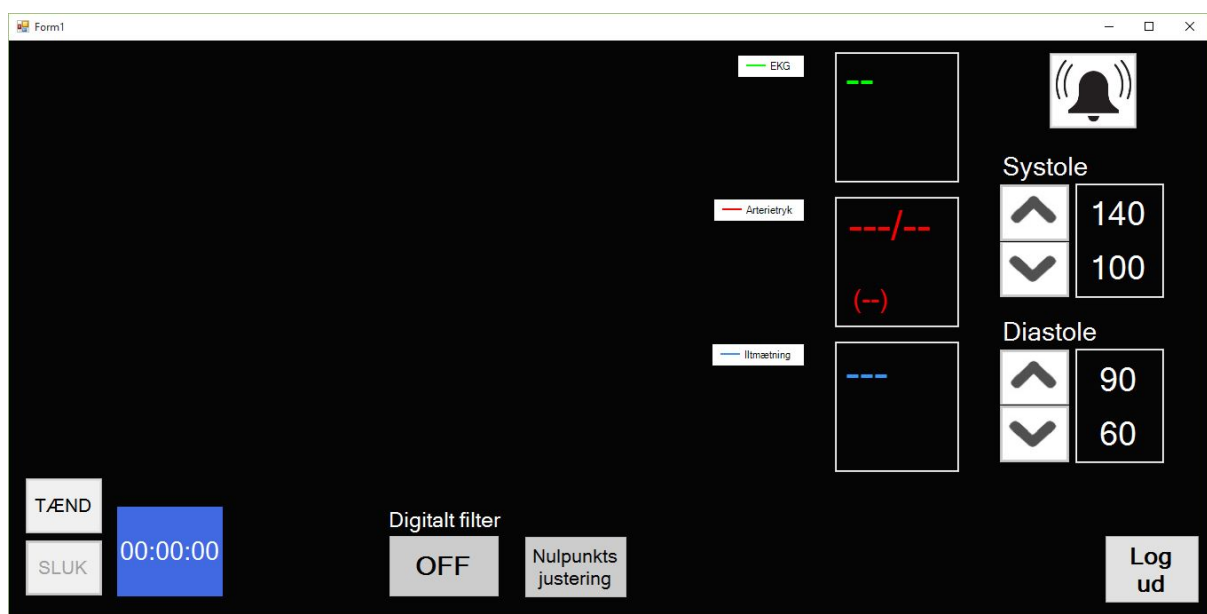 Form1
EKG
--
Systole
140
100
Arterietryk
---/--
(--)
Diastole
90
60
Iltmætning
---
TÆND
SLUK
00:00:00
Digitalt filter
OFF
Nulpunkts
justering
Log
ud